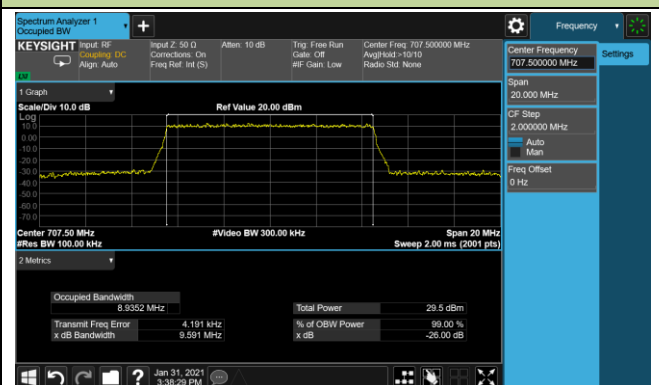 Spectrum Analyzer 1
Occupied BW
+
Frequency
KEYSIGHT
Input: RF
Coupling: DC
Align: Auto
Input Z: 50 Ω
Corrections: On
Freq Ref: Int (S)
Atten: 10 dB
Trig: Free Run
Gate: Off
#IF Gain: Low
Center Freq: 707.500000 MHz
Avg|Hold:>10/10
Radio Std: None
LXI
Center Frequency
707.500000 MHz
Settings
Span
20.000 MHz
CF Step
2.000000 MHz
Auto
Man
Freq Offset
0 Hz
1 Graph
Scale/Div 10.0 dB
Ref Value 20.00 dBm
Log
10.0
0.00
-10.0
-20.0
-30.0
-40.0
-50.0
-60.0
-70.0
Center 707.50 MHz
#Video BW 300.00 kHz
Span 20 MHz
#Res BW 100.00 kHz
Sweep 2.00 ms (2001 pts)
2 Metrics
Occupied Bandwidth
8.9352 MHz
Total Power
29.5 dBm
Transmit Freq Error
4.191 kHz
% of OBW Power
99.00 %
x dB Bandwidth
9.591 MHz
x dB
-26.00 dB
?
Jan 31, 2021
3:38:29 PM